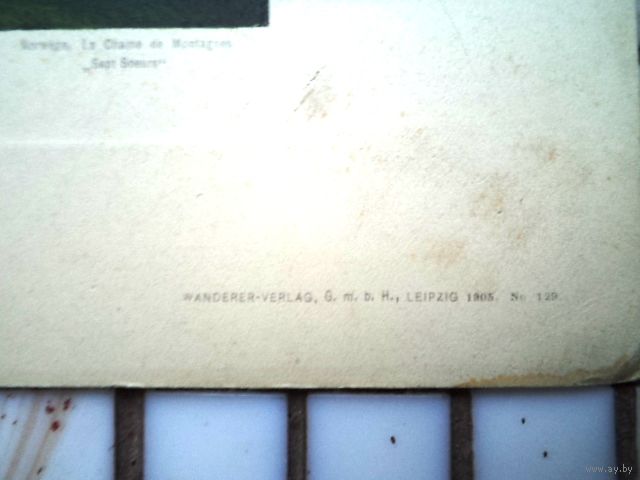 Norwège. La Chaîne de Montagnes
„Sept Soeurs“
WANDERER-VERLAG, G. m. b. H., LEIPZIG 1905. No 129.
www.ay.by